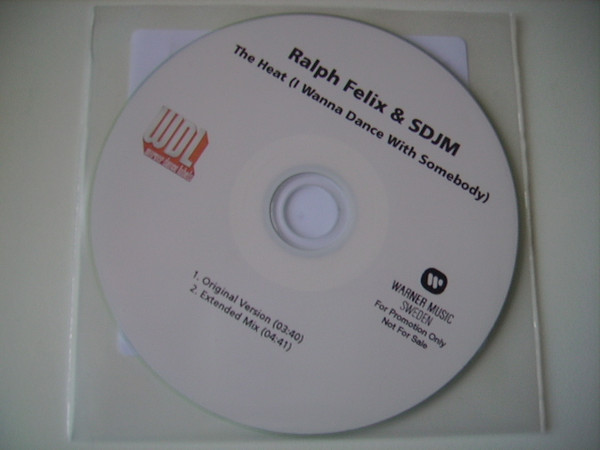 Ralph Felix & SDJM
The Heat (I Wanna Dance With Somebody)
WDL
1. Original Version (03:40)
2. Extended Mix (04:41)
WARNER MUSIC
SWEDEN
For Promotion Only
Not For Sale